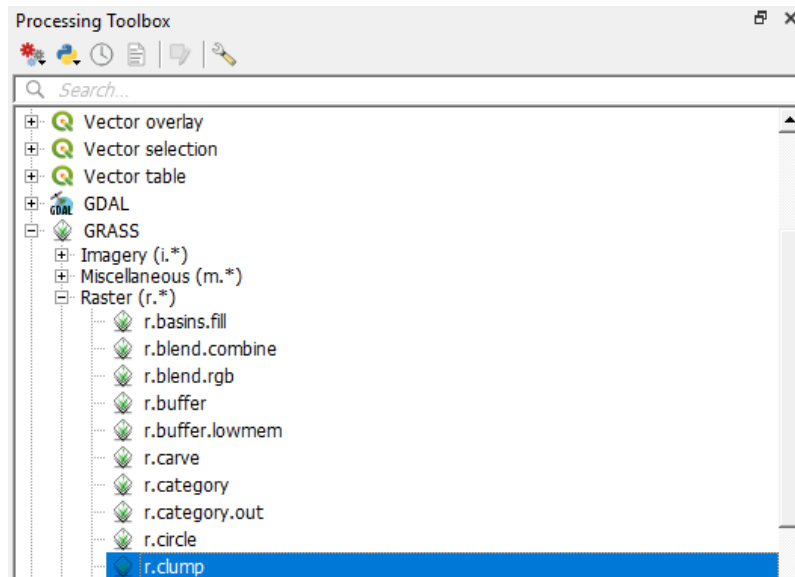 Processing Toolbox
Search...
Vector overlay
Vector selection
Vector table
GDAL GDAL
GRASS
Imagery (i.*)
Miscellaneous (m.*)
Raster (r.*)
r.basins.fill
r.blend.combine
r.blend.rgb
r.buffer
r.buffer.lowmem
r.carve
r.category
r.category.out
r.circle
r.clump